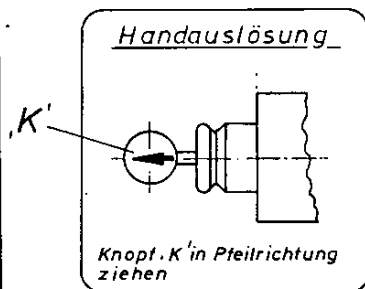 Handauslösung
‚K'
Knopf ‚K' in Pfeilrichtung
ziehen